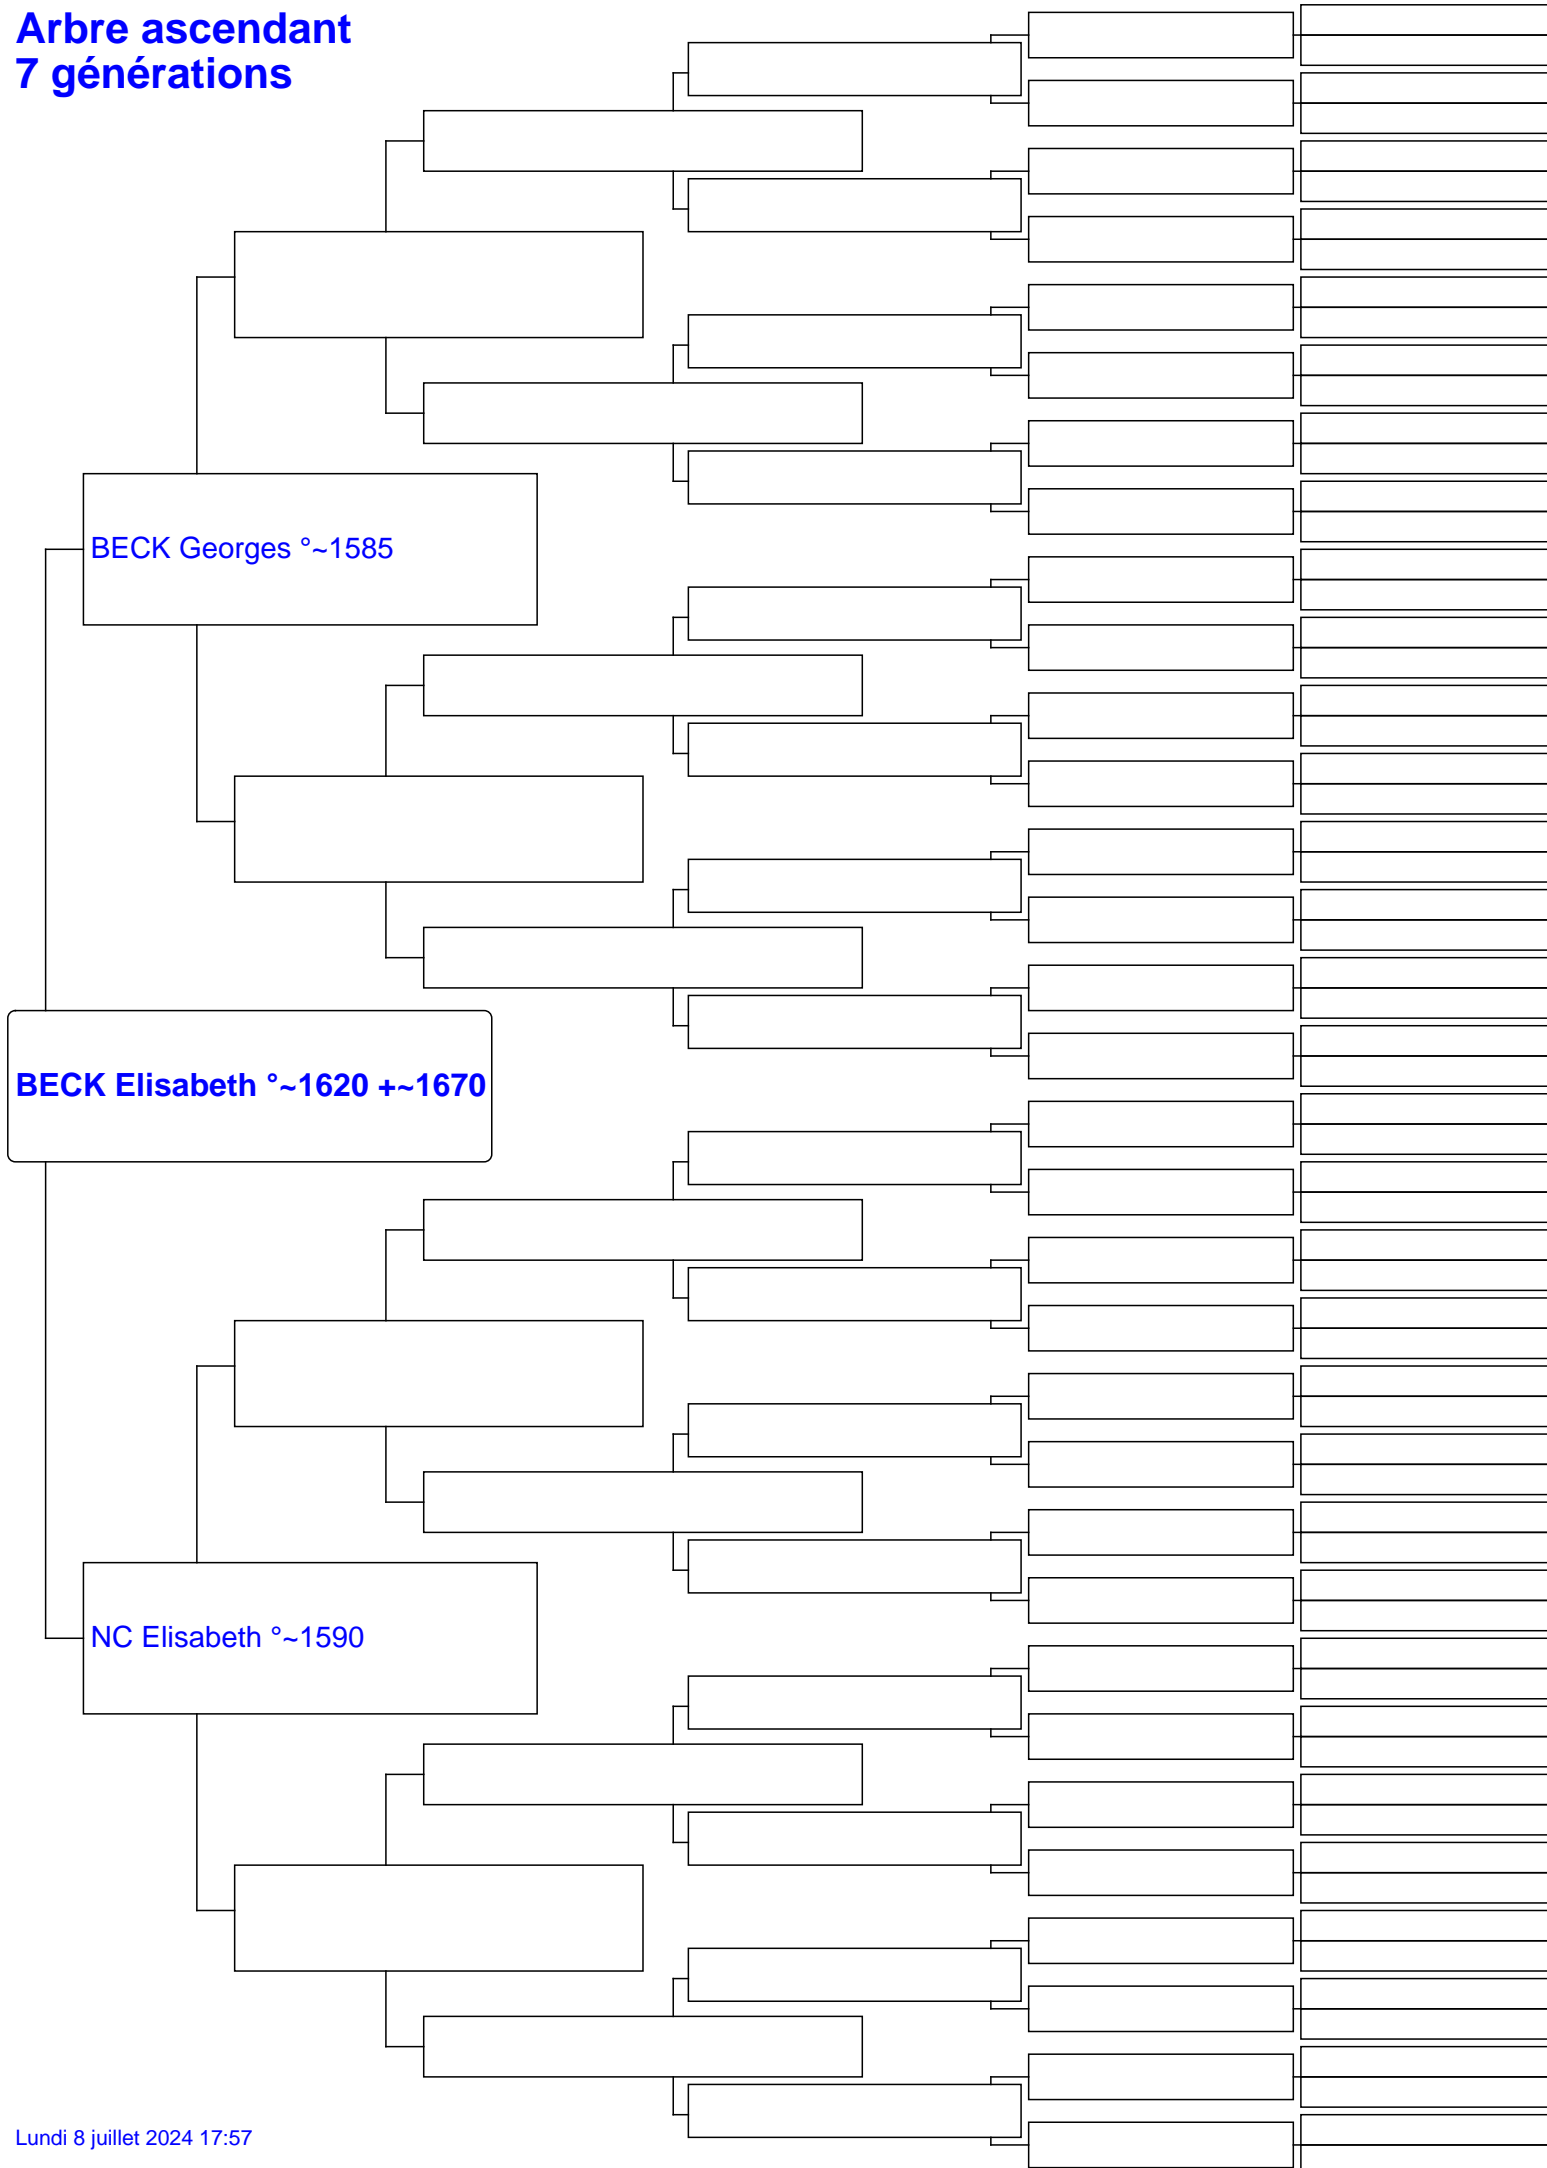 Arbre ascendant
7 générations
BECK Georges °~1585
BECK Elisabeth °~1620 +~1670
NC Elisabeth °~1590
Lundi 8 juillet 2024 17:57